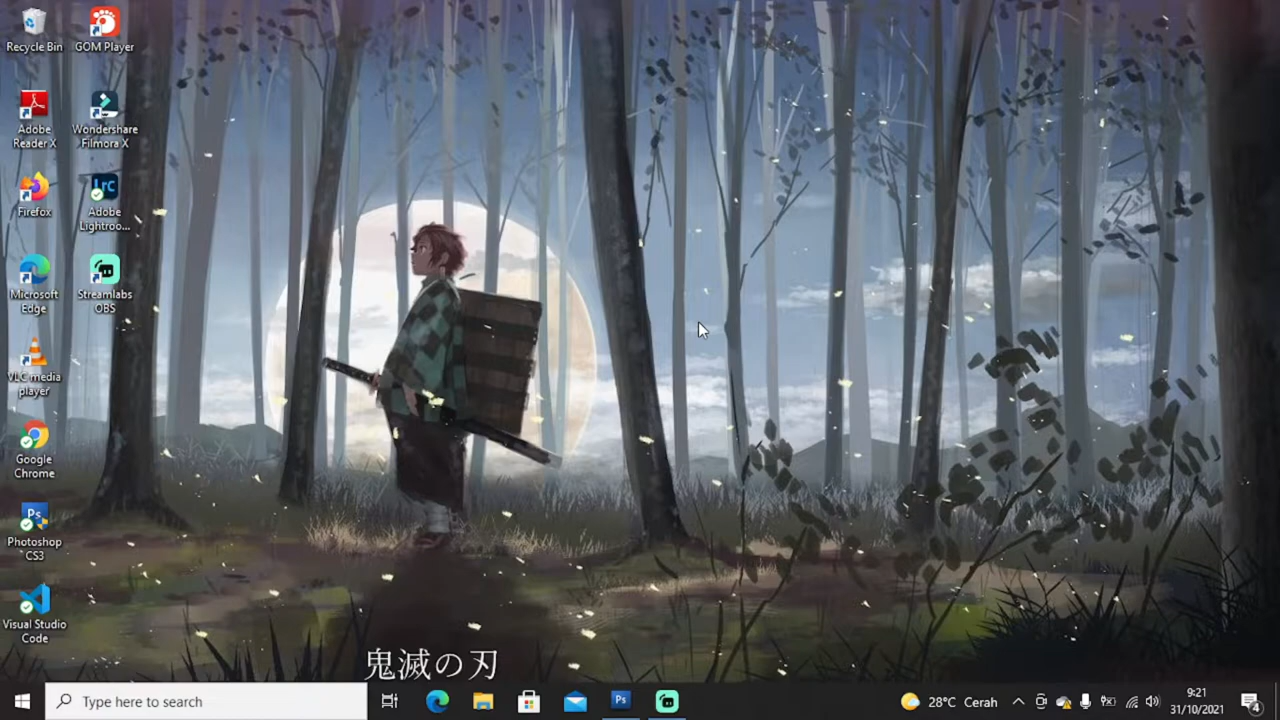 Recycle Bin
GOM Player
Adobe
Reader X
Wondershare
Filmora X
Firefox
Adobe
Lightroo...
Microsoft
Edge
Streamlabs
OBS
VLC media
player
Google
Chrome
Photoshop
CS3
Visual Studio
Code
鬼滅の刃
Type here to search
28°C Cerah
9:21
31/10/2021
4